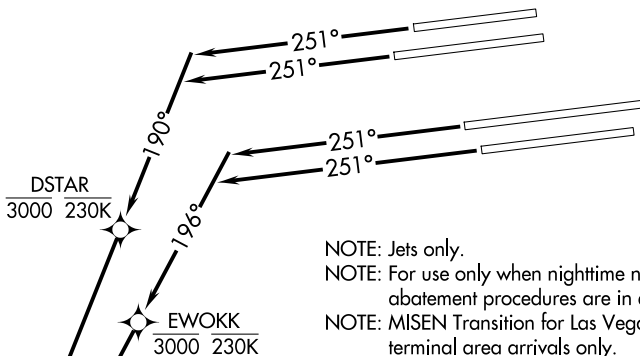 251°
251°
190°
251°
251°
DSTAR
3000 230K
196°
EWOKK
3000 230K
NOTE: Jets only.
NOTE: For use only when nighttime n
abatement procedures are in
NOTE: MISEN Transition for Las Vega
terminal area arrivals only.